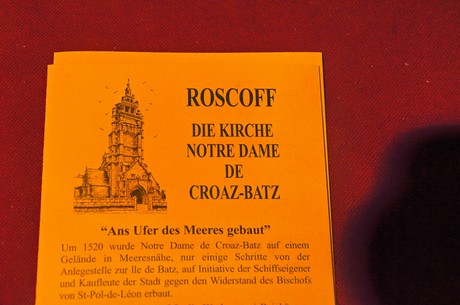 ROSCOFF
DIE KIRCHE
NOTRE DAME
DE
CROAZ-BATZ
“Ans Ufer des Meeres gebaut”
Um 1520 wurde Notre Dame de Croaz-Batz auf einem
Gelände in Meeresnähe, nur einige Schritte von der
Anlegestelle zur Ile de Batz, auf Initiative der Schiffseigener
und Kaufleute der Stadt gegen den Widerstand des Bischofs
von St-Pol-de-Léon erbaut.